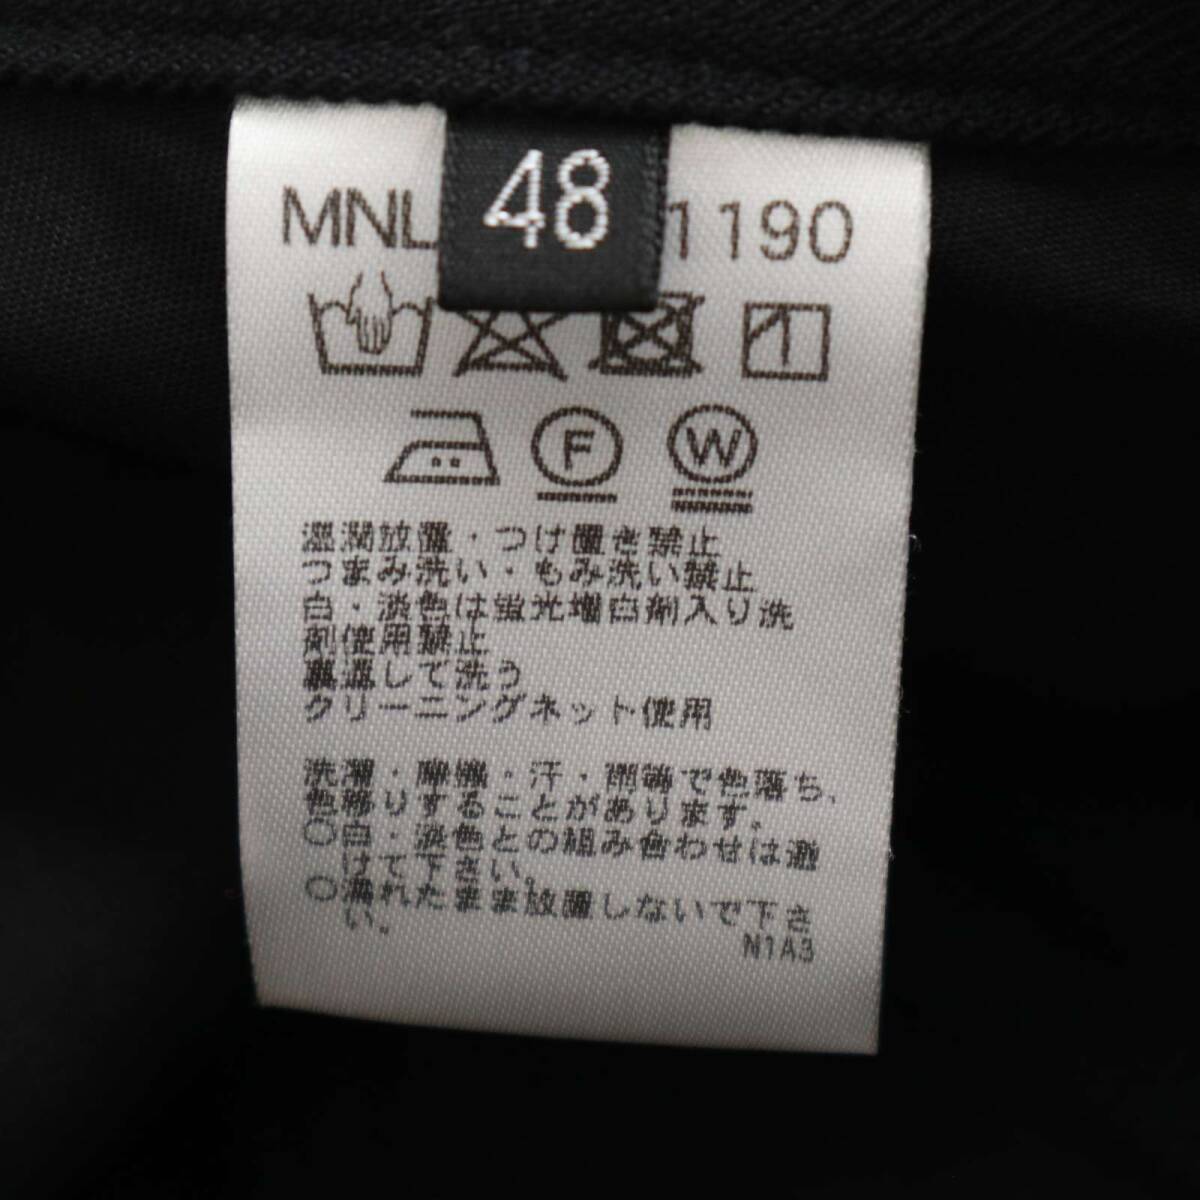 48
MNL 1190
F W
湿潤放置・つけ置き禁止
つまみ洗い・もみ洗い禁止
白・淡色は蛍光増白剤入り洗
剤使用禁止
裏返して洗う
クリーニングネット使用
洗濯・摩擦・汗・雨等で色落ち、
色移りすることがあります。
○白・淡色との組み合わせは避
けて下さい。
○濡れたまま放置しないで下さ
い。
N1A3